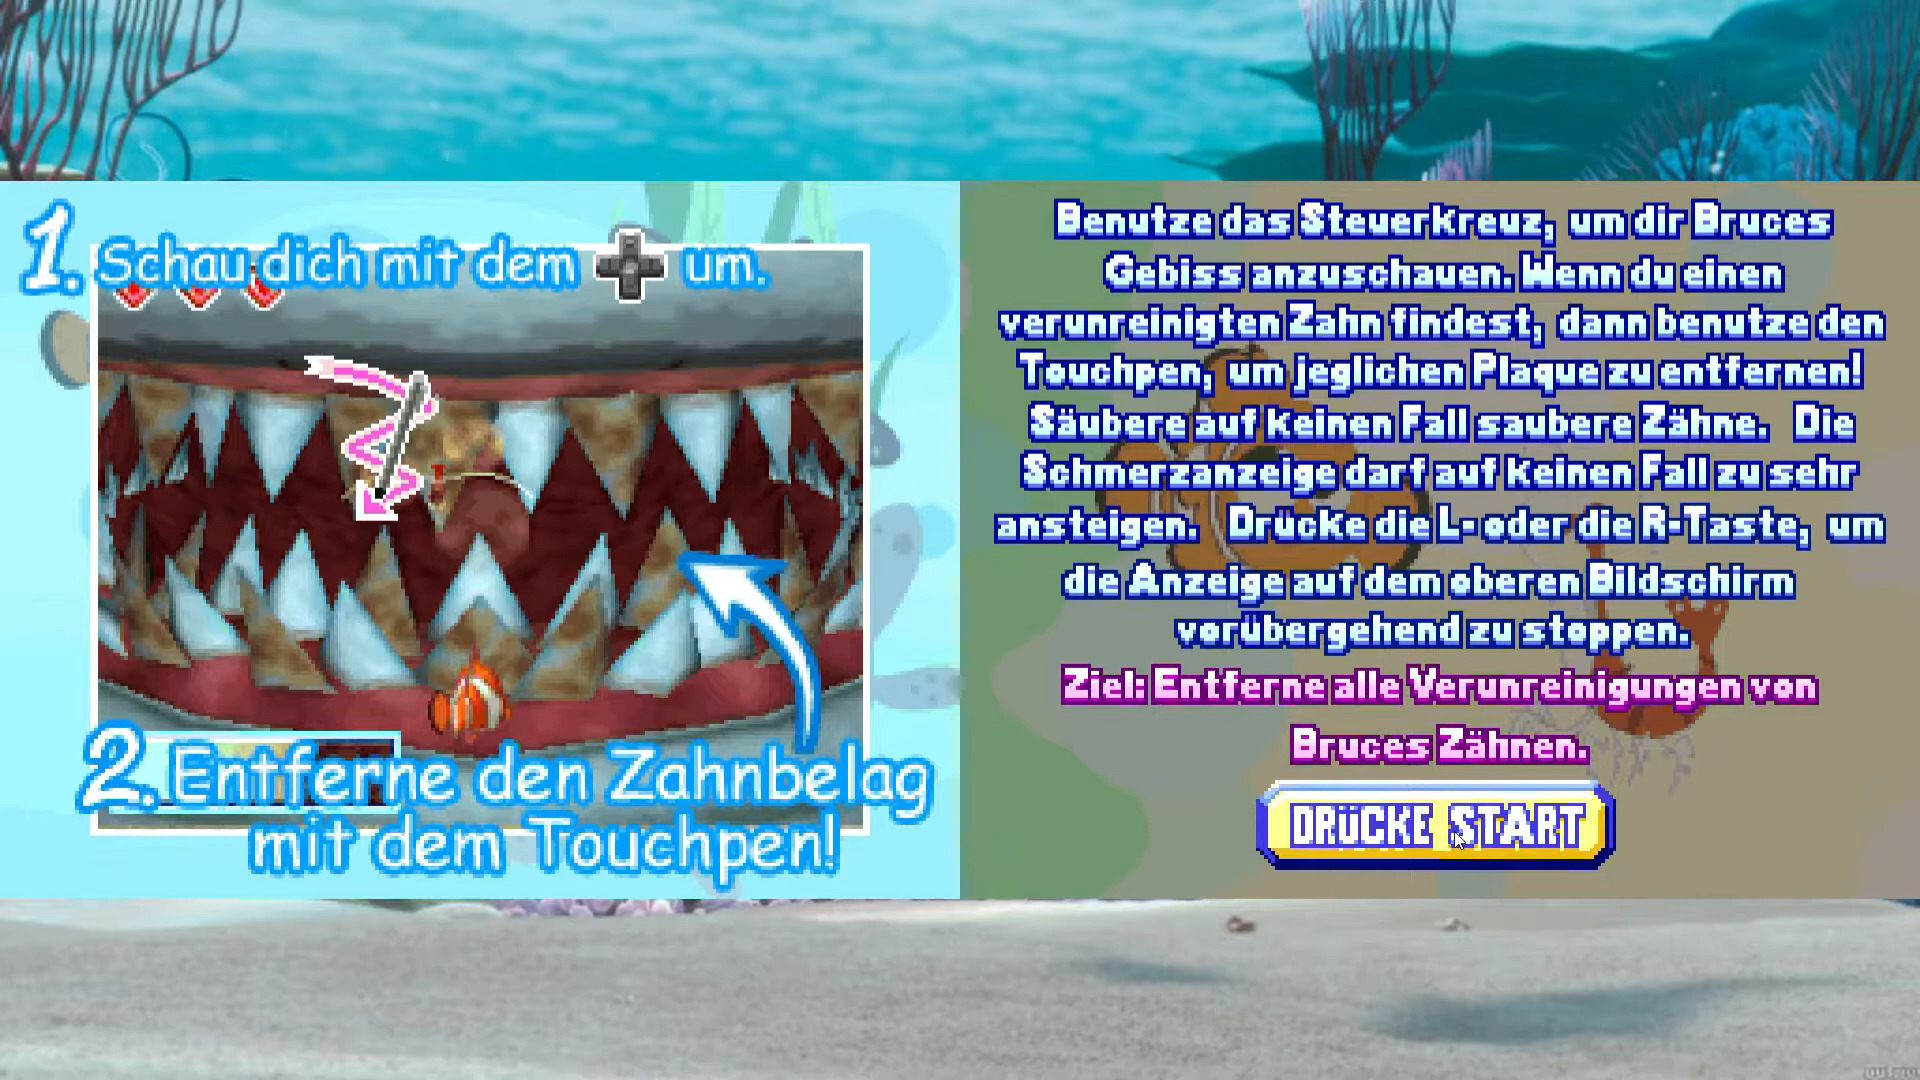 1. Schau dich mit dem um.
2. Entferne den Zahnbelag
mit dem Touchpen!
Benutze das Steuerkreuz, um dir Bruces
Gebiss anzuschauen. Wenn du einen
verunreinigten Zahn findest, dann benutze den
Touchpen, um jeglichen Plaque zu entfernen!
Säubere auf keinen Fall saubere Zähne. Die
Schmerzanzeige darf auf keinen Fall zu sehr
ansteigen. Drücke die L- oder die R-Taste, um
die Anzeige auf dem oberen Bildschirm
vorübergehend zu stoppen.
Ziel: Entferne alle Verunreinigungen von
Bruces Zähnen.
DRÜCKE START